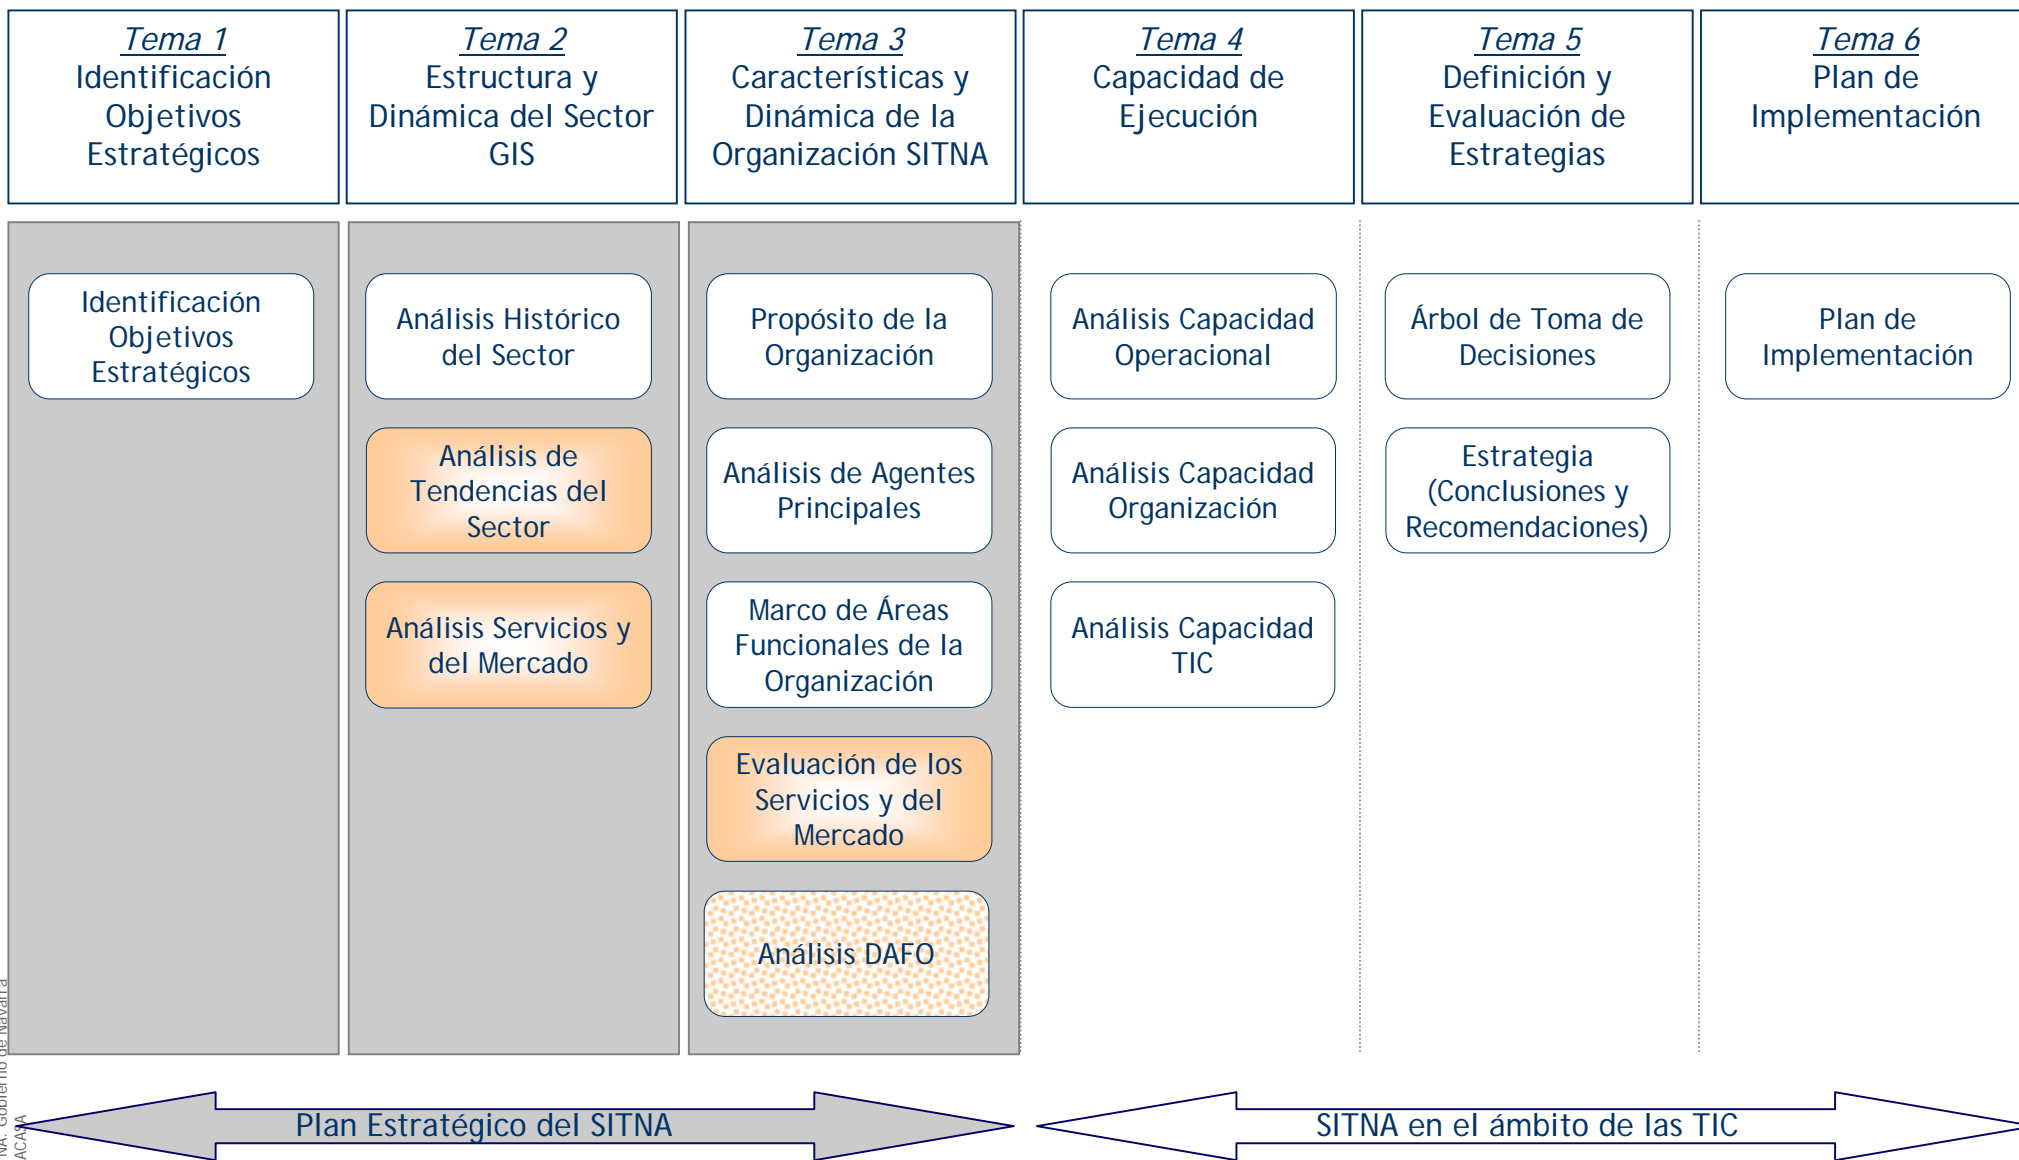 Tema 1
Identificación
Objetivos
Estratégicos
Tema 2
Estructura y
Dinámica del Sector
GIS
Tema 3
Características y
Dinámica de la
Organización SITNA
Tema 4
Capacidad de
Ejecución
Tema 5
Definición y
Evaluación de
Estrategias
Tema 6
Plan de
Implementación
Identificación
Objetivos
Estratégicos
Análisis Histórico
del Sector
Análisis de
Tendencias del
Sector
Análisis Servicios y
del Mercado
Propósito de la
Organización
Análisis de Agentes
Principales
Marco de Áreas
Funcionales de la
Organización
Evaluación de los
Servicios y del
Mercado
Análisis DAFO
Análisis Capacidad
Operacional
Análisis Capacidad
Organización
Análisis Capacidad
TIC
Árbol de Toma de
Decisiones
Estrategia
(Conclusiones y
Recomendaciones)
Plan de
Implementación
Plan Estratégico del SITNA
SITNA en el ámbito de las TIC
NA. Gobierno de Navarra
ACASA